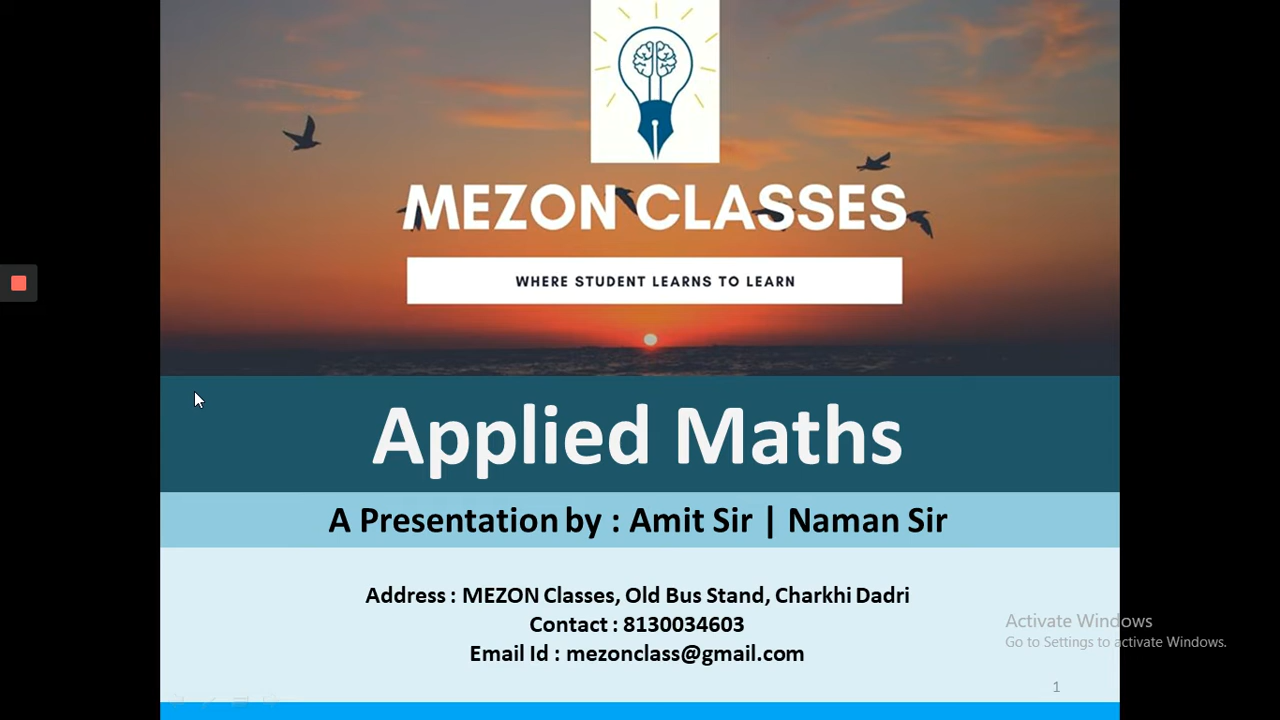 MEZON CLASSES
WHERE STUDENT LEARNS TO LEARN
Applied Maths
A Presentation by : Amit Sir | Naman Sir
Address : MEZON Classes, Old Bus Stand, Charkhi Dadri
Contact : 8130034603
Email Id : mezonclass@gmail.com
Activate Windows
Go to Settings to activate Windows.
1